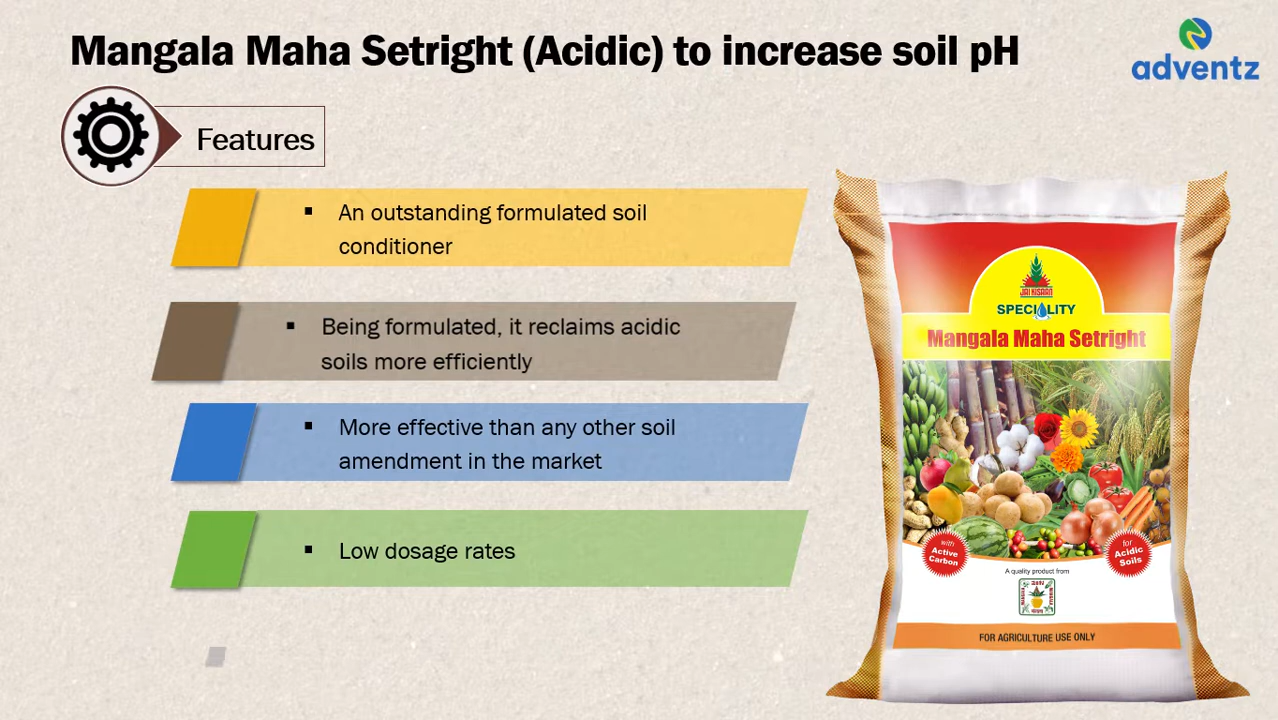 Mangala Maha Setright (Acidic) to increase soil pH
adventz
Features
▪ An outstanding formulated soil
conditioner
▪ Being formulated, it reclaims acidic
soils more efficiently
▪ More effective than any other soil
amendment in the market
▪ Low dosage rates
JAI KISAAN
SPECIALITY
Mangala Maha Setright
with
Active
Carbon
for
Acidic
Soils
A quality product from
FOR AGRICULTURE USE ONLY